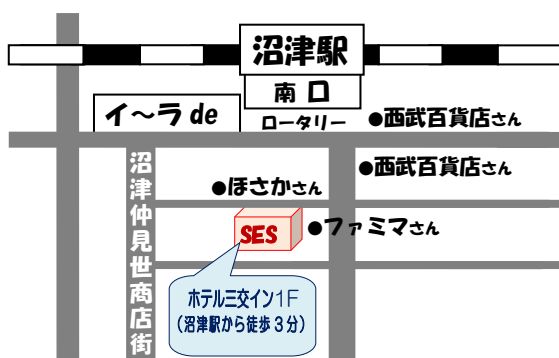 沼津駅
南口
イ～ラde
ロータリー
●西武百貨店さん
●西武百貨店さん
沼津仲見世商店街
●ほさかさん
SES
●ファミマさん
ホテル三交イン1F
（沼津駅から徒歩３分）